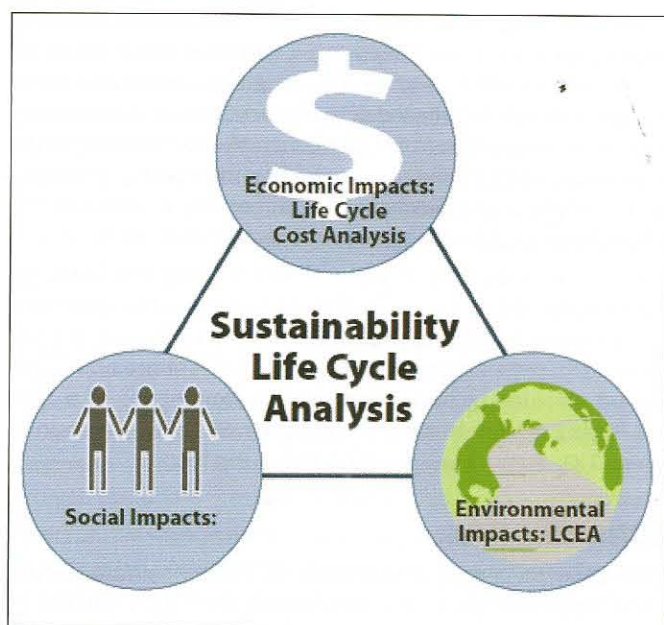 $
Economic Impacts:
Life Cycle
Cost Analysis
Sustainability
Life Cycle
Analysis
Social Impacts:
Environmental
Impacts: LCEA